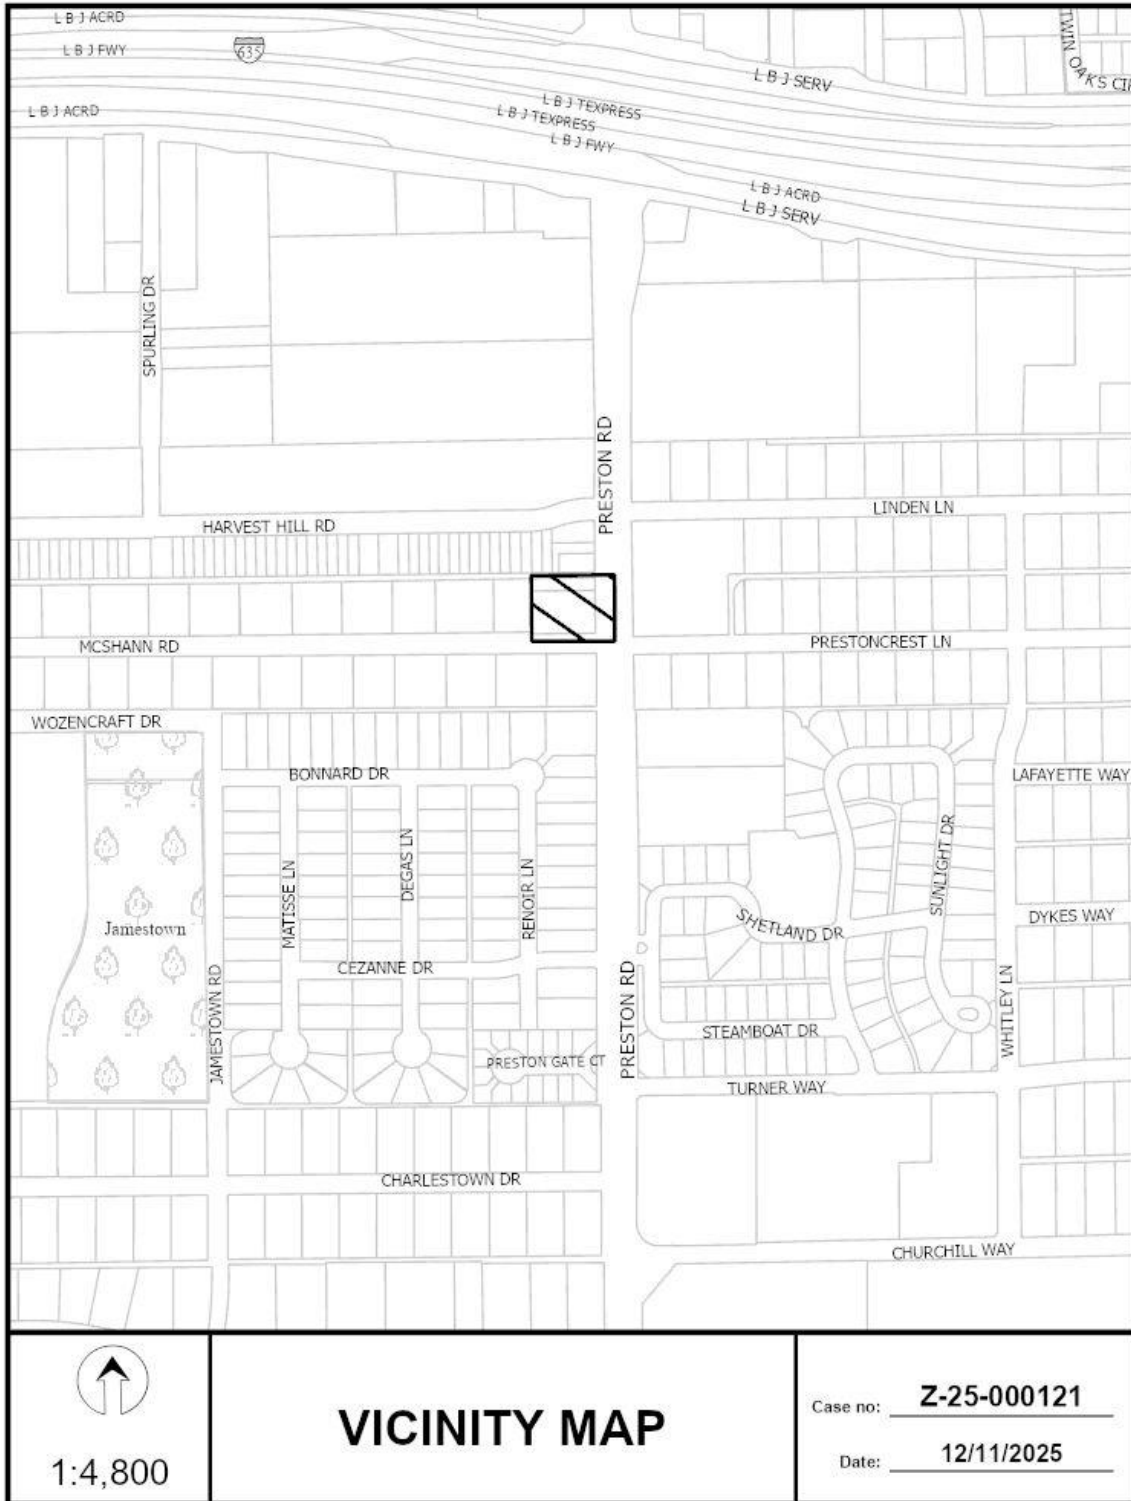 L B J ACRD
L B J FWY
635
L B J SERV
TWIN OAKS CIR
L B J ACRD
L B J TEXPRESS
L B J TEXPRESS
L B J FWY
L B J ACRD
L B J SERV
SPURLING DR
PRESTON RD
LINDEN LN
HARVEST HILL RD
MCSHANN RD
PRESTONCREST LN
WOZENCRAFT DR
BONNARD DR
LAFAYETTE WAY
MATISSE LN
DEGAS LN
RENOIR LN
SUNLIGHT DR
Jamestown
SHETLAND DR
DYKES WAY
CEZANNE DR
JAMESTOWN RD
PRESTON RD
WHITLEY LN
STEAMBOAT DR
PRESTON GATE CT
TURNER WAY
CHARLESTOWN DR
CHURCHILL WAY
1:4,800
VICINITY MAP
Case no: Z-25-000121
Date: 12/11/2025